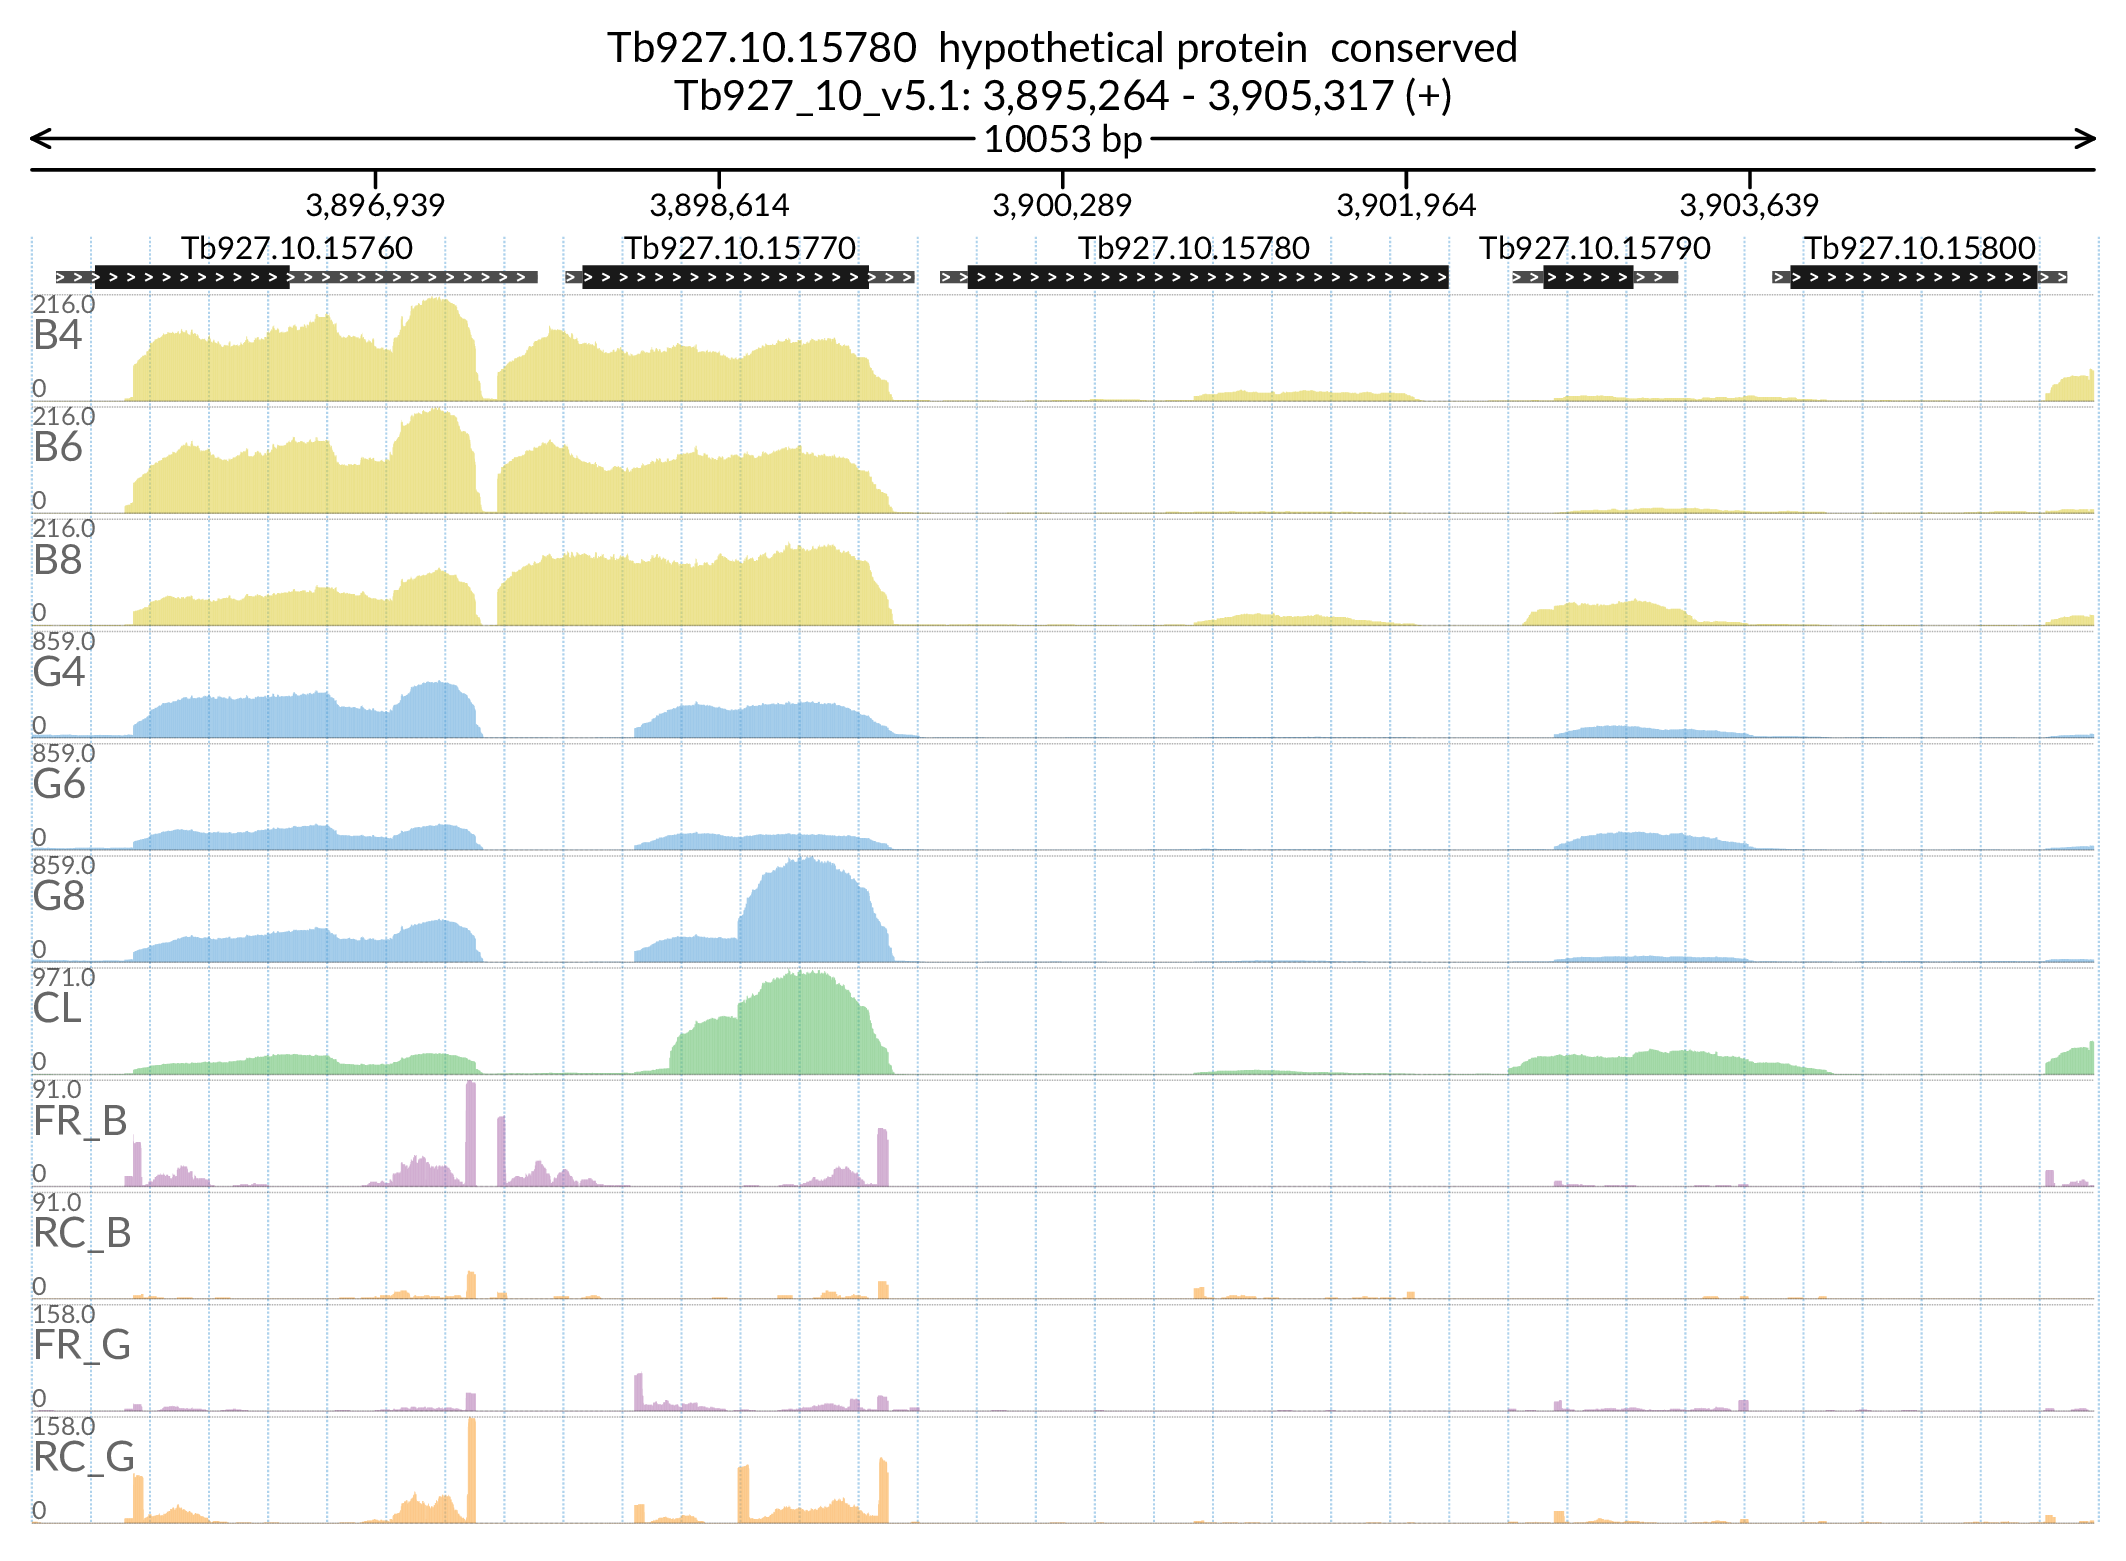 Tb927.10.15780 hypothetical protein conserved
Tb927_10_v5.1: 3,895,264 - 3,905,317 (+)
10053 bp
3,896,939 3,898,614 3,900,289 3,901,964 3,903,639
Tb927.10.15760 Tb927.10.15770 Tb927.10.15780 Tb927.10.15790 Tb927.10.15800
216.0
B4
0
216.0
B6
0
216.0
B8
0
859.0
G4
0
859.0
G6
0
859.0
G8
0
971.0
CL
0
91.0
FR_B
0
91.0
RC_B
0
158.0
FR_G
0
158.0
RC_G
0